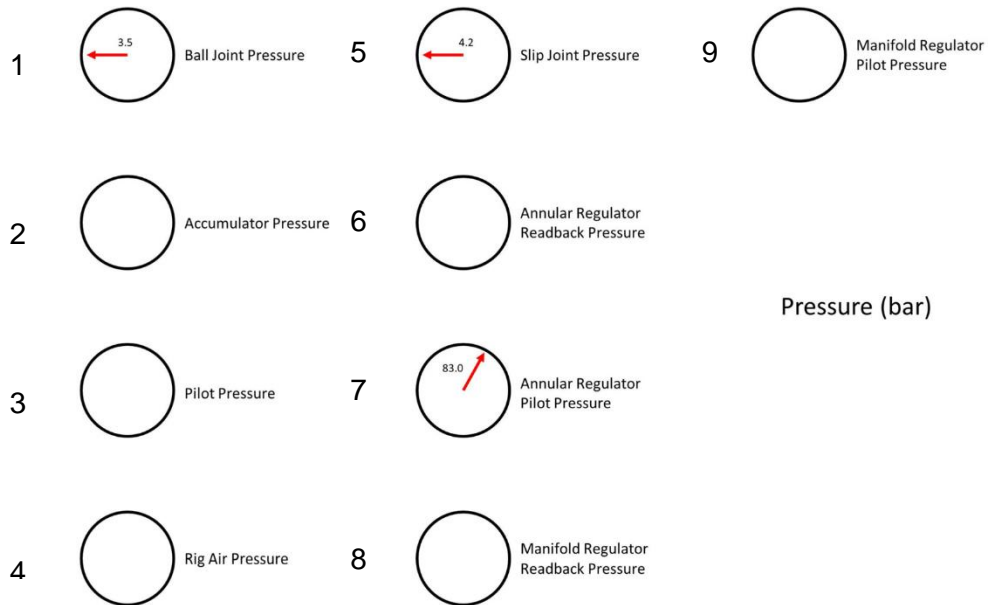 1
3.5
Ball Joint Pressure
5
4.2
Slip Joint Pressure
9
Manifold Regulator
Pilot Pressure
2
Accumulator Pressure
6
Annular Regulator
Readback Pressure
Pressure (bar)
3
Pilot Pressure
7
83.0
Annular Regulator
Pilot Pressure
4
Rig Air Pressure
8
Manifold Regulator
Readback Pressure